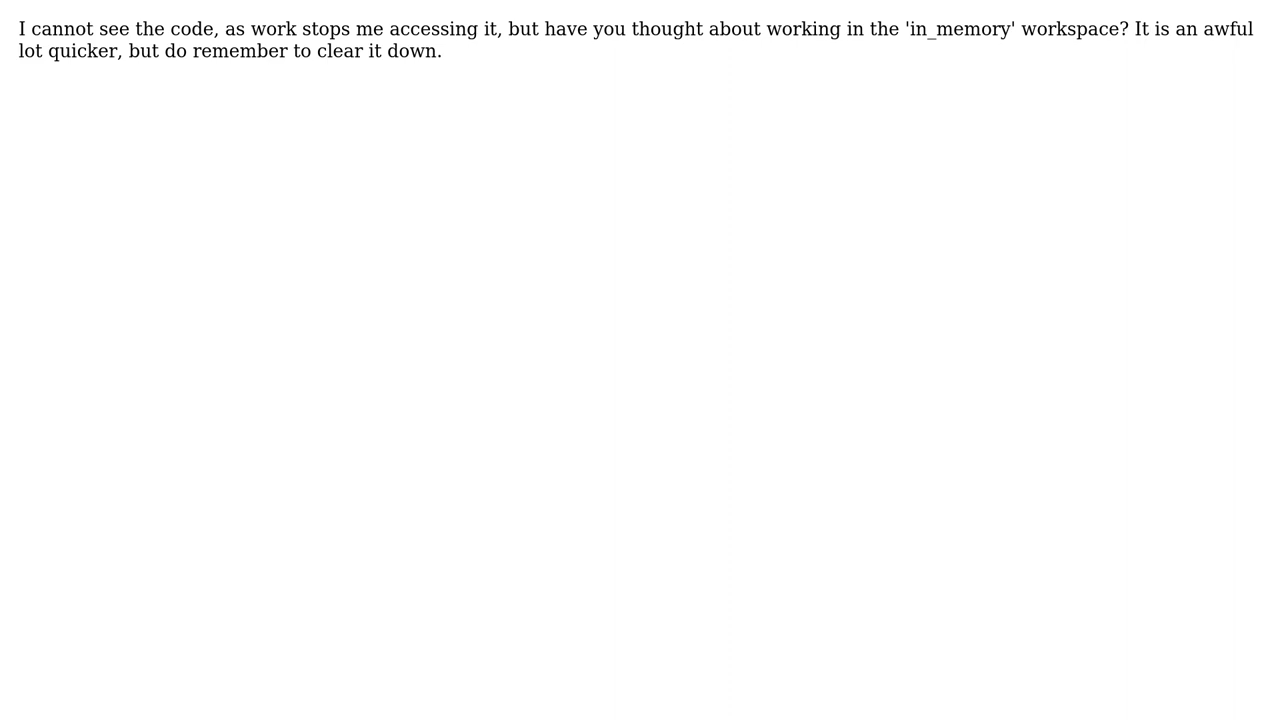 I cannot see the code, as work stops me accessing it, but have you thought about working in the 'in_memory' workspace? It is an awful
lot quicker, but do remember to clear it down.